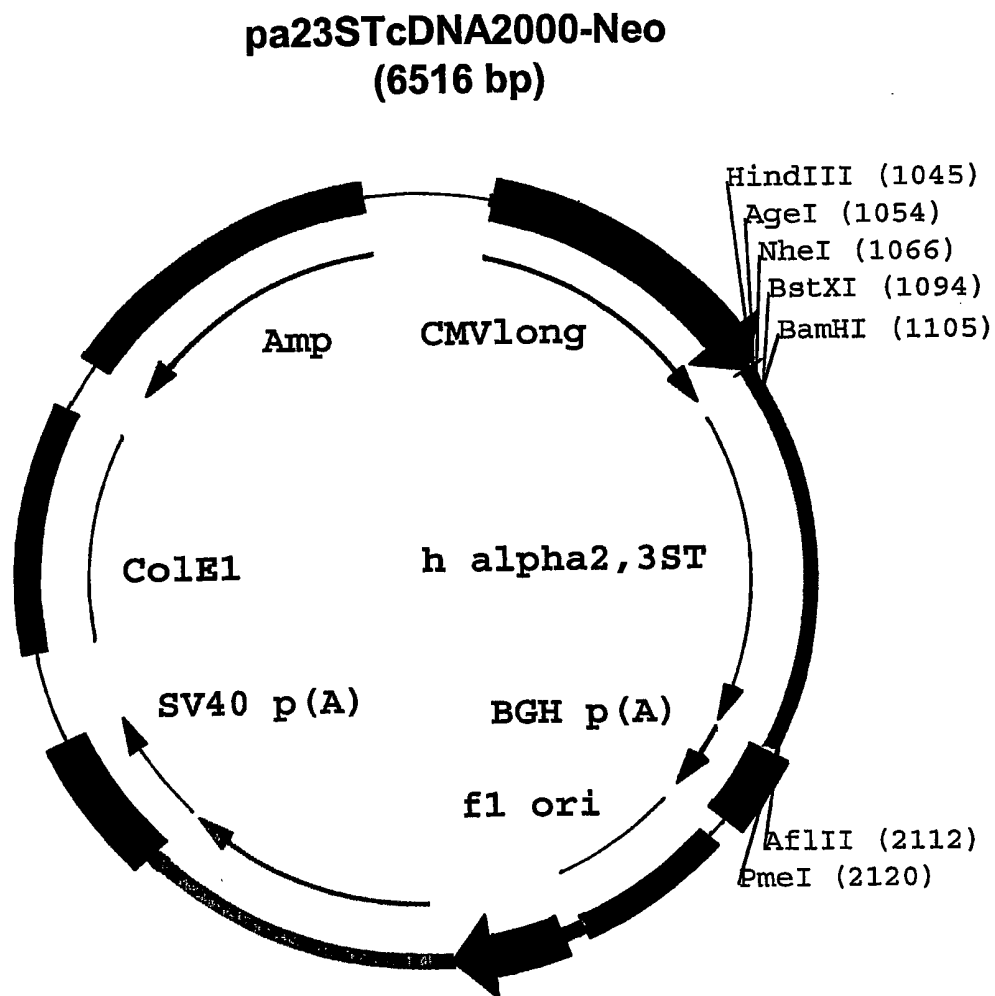 pa23STcDNA2000-Neo
(6516 bp)
HindIII (1045)
AgeI (1054)
NheI (1066)
BstXI (1094)
BamHI (1105)
Amp
CMVlong
ColE1
h alpha2,3ST
SV40 p(A)
BGH p(A)
f1 ori
AflII (2112)
PmeI (2120)